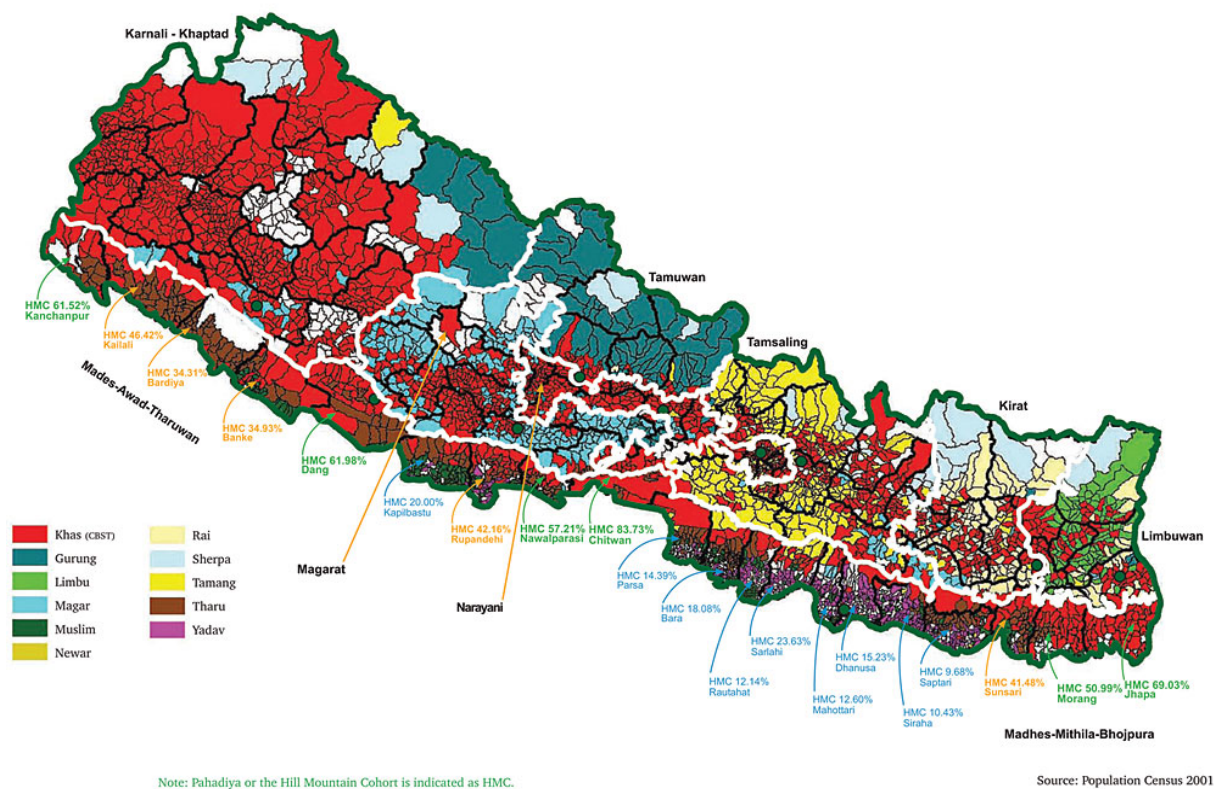 Karnali - Khaptad
Tamuwan
Tamsaling
Kirat
Limbuwan
HMC 61.52%
Kanchanpur
HMC 46.42%
Kailali
HMC 34.31%
Bardiya
Mades-Awad-Tharuwan
HMC 34.93%
Banke
HMC 61.98%
Dang
HMC 20.00%
Kapilbastu
HMC 42.16%
Rupandehi
HMC 57.21%
Nawalparasi
HMC 83.73%
Chitwan
Magarat
Narayani
HMC 14.39%
Parsa
HMC 18.08%
Bara
HMC 12.14%
Rautahat
HMC 23.63%
Sarlahi
HMC 12.60%
Mahottari
HMC 15.23%
Dhanusa
HMC 10.43%
Siraha
HMC 9.68%
Saptari
HMC 41.48%
Sunsari
HMC 50.99%
Morang
HMC 69.03%
Jhapa
Madhes-Mithila-Bhojpura
Khas (CBST)
Gurung
Limbu
Magar
Muslim
Newar
Rai
Sherpa
Tamang
Tharu
Yadav
Note: Pahadiya or the Hill Mountain Cohort is indicated as HMC.
Source: Population Census 2001